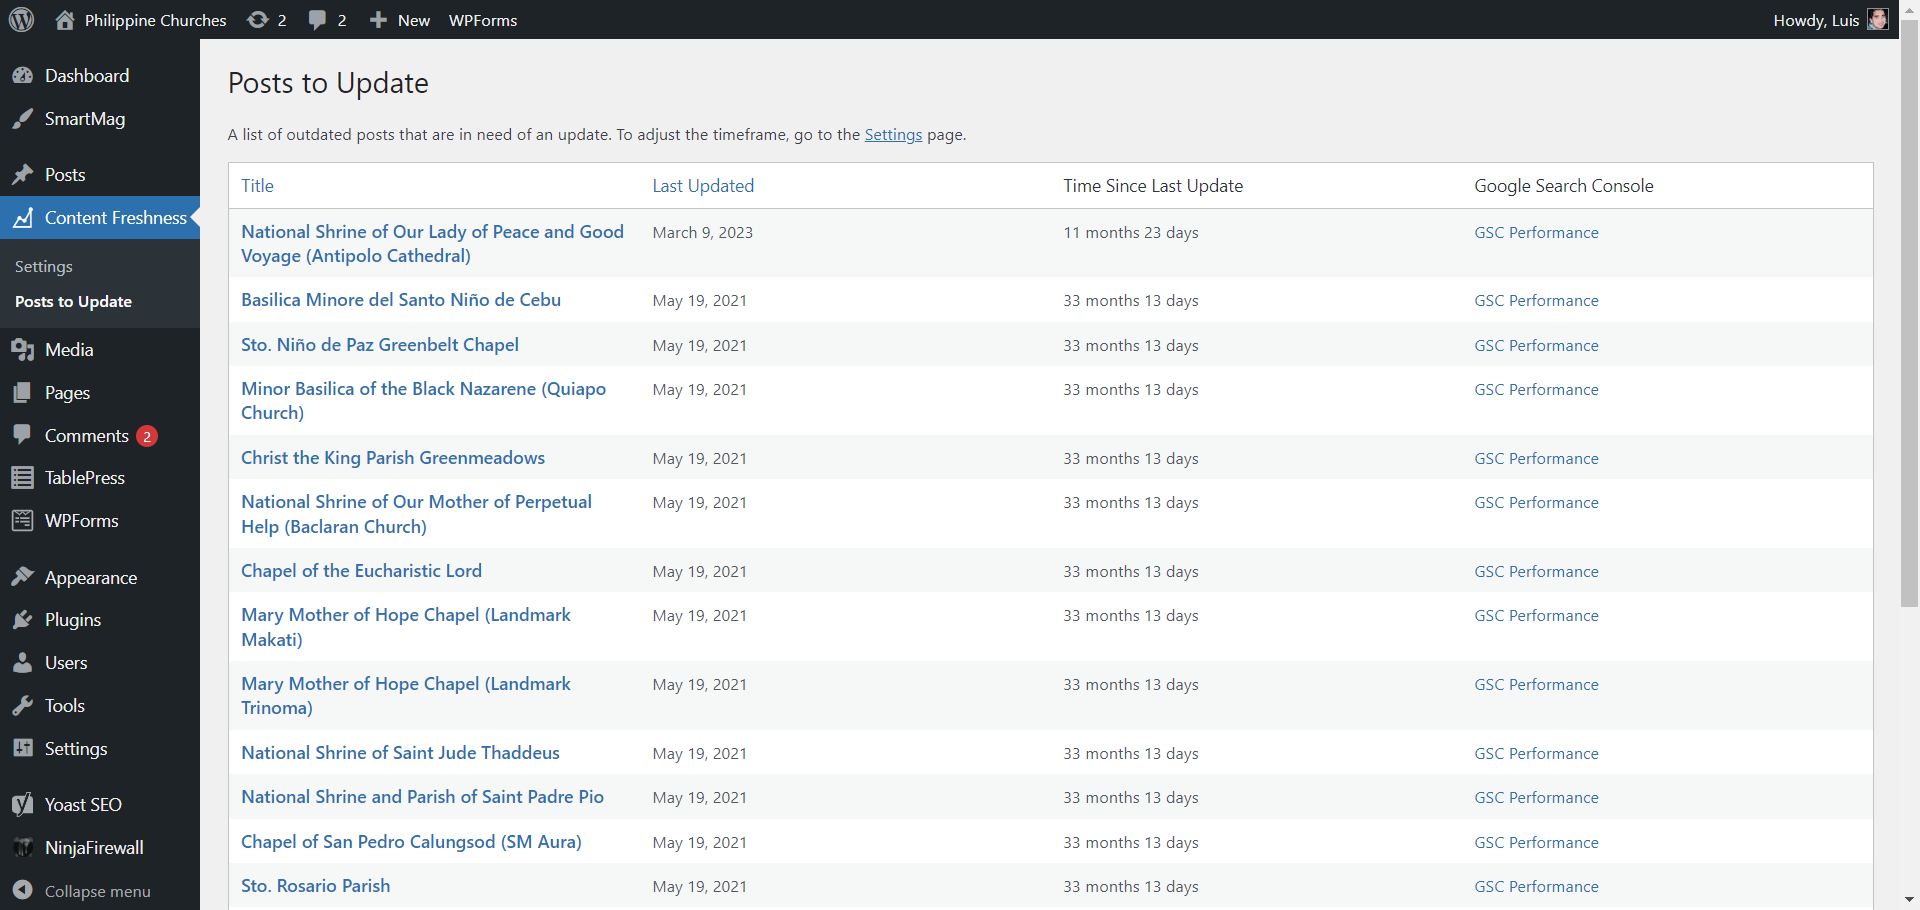 Philippine Churches 2 2 New WPForms Howdy, Luis
Dashboard
SmartMag
Posts
Content Freshness
Settings
Posts to Update
Media
Pages
Comments 2
TablePress
WPForms
Appearance
Plugins
Users
Tools
Settings
Yoast SEO
NinjaFirewall
Collapse menu
Posts to Update
A list of outdated posts that are in need of an update. To adjust the timeframe, go to the Settings page.
Title Last Updated Time Since Last Update Google Search Console
National Shrine of Our Lady of Peace and Good March 9, 2023 11 months 23 days GSC Performance
Voyage (Antipolo Cathedral)
Basilica Minore del Santo Niño de Cebu May 19, 2021 33 months 13 days GSC Performance
Sto. Niño de Paz Greenbelt Chapel May 19, 2021 33 months 13 days GSC Performance
Minor Basilica of the Black Nazarene (Quiapo May 19, 2021 33 months 13 days GSC Performance
Church)
Christ the King Parish Greenmeadows May 19, 2021 33 months 13 days GSC Performance
National Shrine of Our Mother of Perpetual May 19, 2021 33 months 13 days GSC Performance
Help (Baclaran Church)
Chapel of the Eucharistic Lord May 19, 2021 33 months 13 days GSC Performance
Mary Mother of Hope Chapel (Landmark May 19, 2021 33 months 13 days GSC Performance
Makati)
Mary Mother of Hope Chapel (Landmark May 19, 2021 33 months 13 days GSC Performance
Trinoma)
National Shrine of Saint Jude Thaddeus May 19, 2021 33 months 13 days GSC Performance
National Shrine and Parish of Saint Padre Pio May 19, 2021 33 months 13 days GSC Performance
Chapel of San Pedro Calungsod (SM Aura) May 19, 2021 33 months 13 days GSC Performance
Sto. Rosario Parish May 19, 2021 33 months 13 days GSC Performance